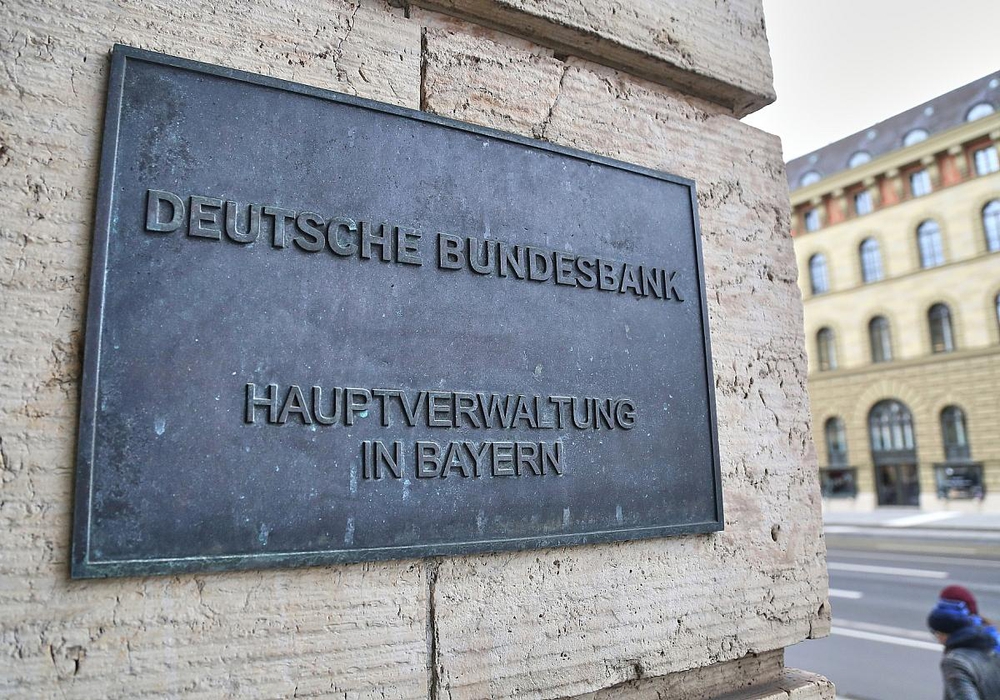 DEUTSCHE BUNDESBANK
HAUPTVERWALTUNG
IN BAYERN